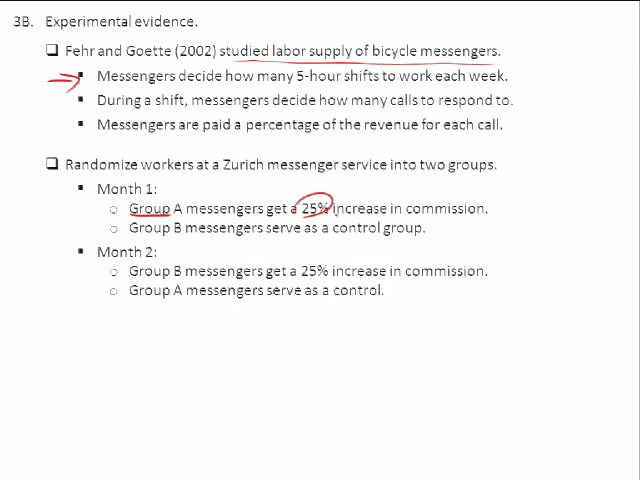 3B. Experimental evidence.
❑ Fehr and Goette (2002) studied labor supply of bicycle messengers.
▪ Messengers decide how many 5-hour shifts to work each week.
▪ During a shift, messengers decide how many calls to respond to.
▪ Messengers are paid a percentage of the revenue for each call.
❑ Randomize workers at a Zurich messenger service into two groups.
▪ Month 1:
○ Group A messengers get a 25% increase in commission.
○ Group B messengers serve as a control group.
▪ Month 2:
○ Group B messengers get a 25% increase in commission.
○ Group A messengers serve as a control.